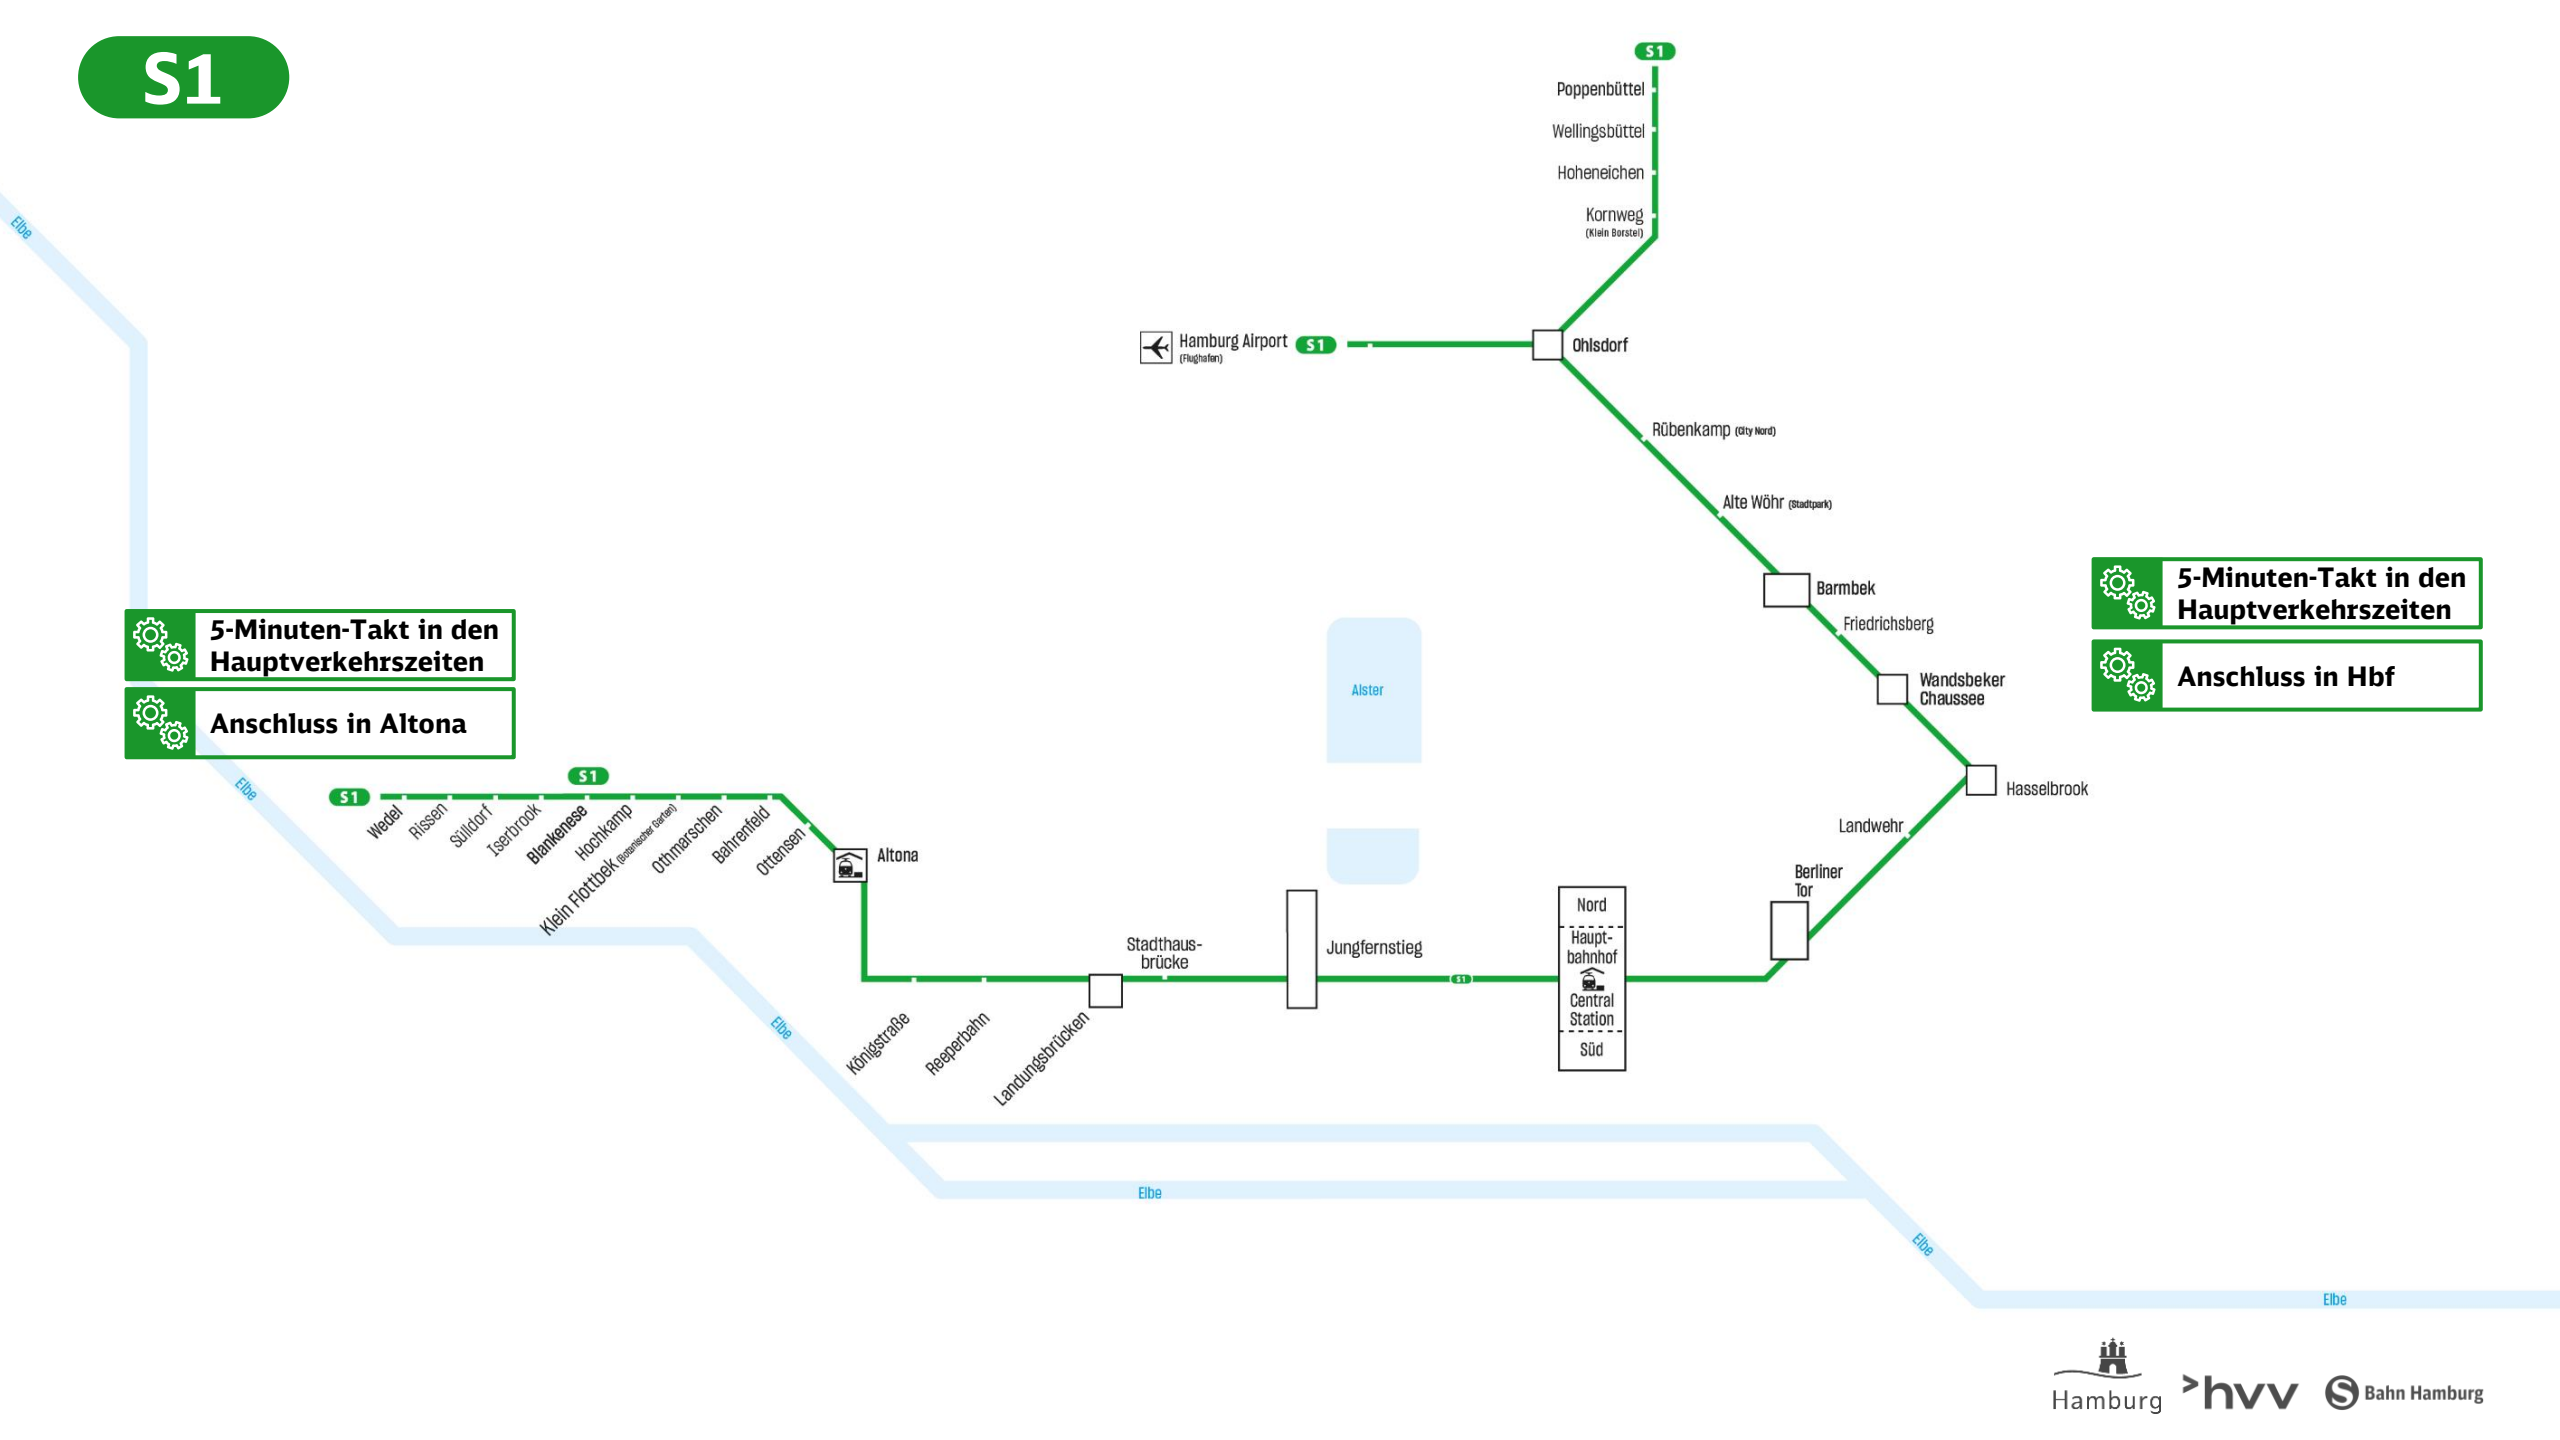 S1
S1
Poppenbüttel
Wellingsbüttel
Hoheneichen
Kornweg
(Klein Borstel)
Elbe
Hamburg Airport
(Flughafen)
S1
Ohlsdorf
Rübenkamp (City Nord)
Alte Wöhr (Stadtpark)
Barmbek
Friedrichsberg
Wandsbeker
Chaussee
Hasselbrook
Landwehr
Berliner
Tor
5-Minuten-Takt in den
Hauptverkehrszeiten
Anschluss in Hbf
5-Minuten-Takt in den
Hauptverkehrszeiten
Anschluss in Altona
Alster
Elbe
S1
S1
Wedel
Rissen
Sülldorf
Iserbrook
Blankenese
Hochkamp
Klein Flottbek (Botanischer Garten)
Othmarschen
Bahrenfeld
Ottensen
Altona
Königstraße
Reeperbahn
Landungsbrücken
Stadthaus-
brücke
Jungfernstieg
S1
Nord
Haupt-
bahnhof
Central
Station
Süd
Elbe
Elbe
Elbe
Elbe
Hamburg
>hvv
S Bahn Hamburg